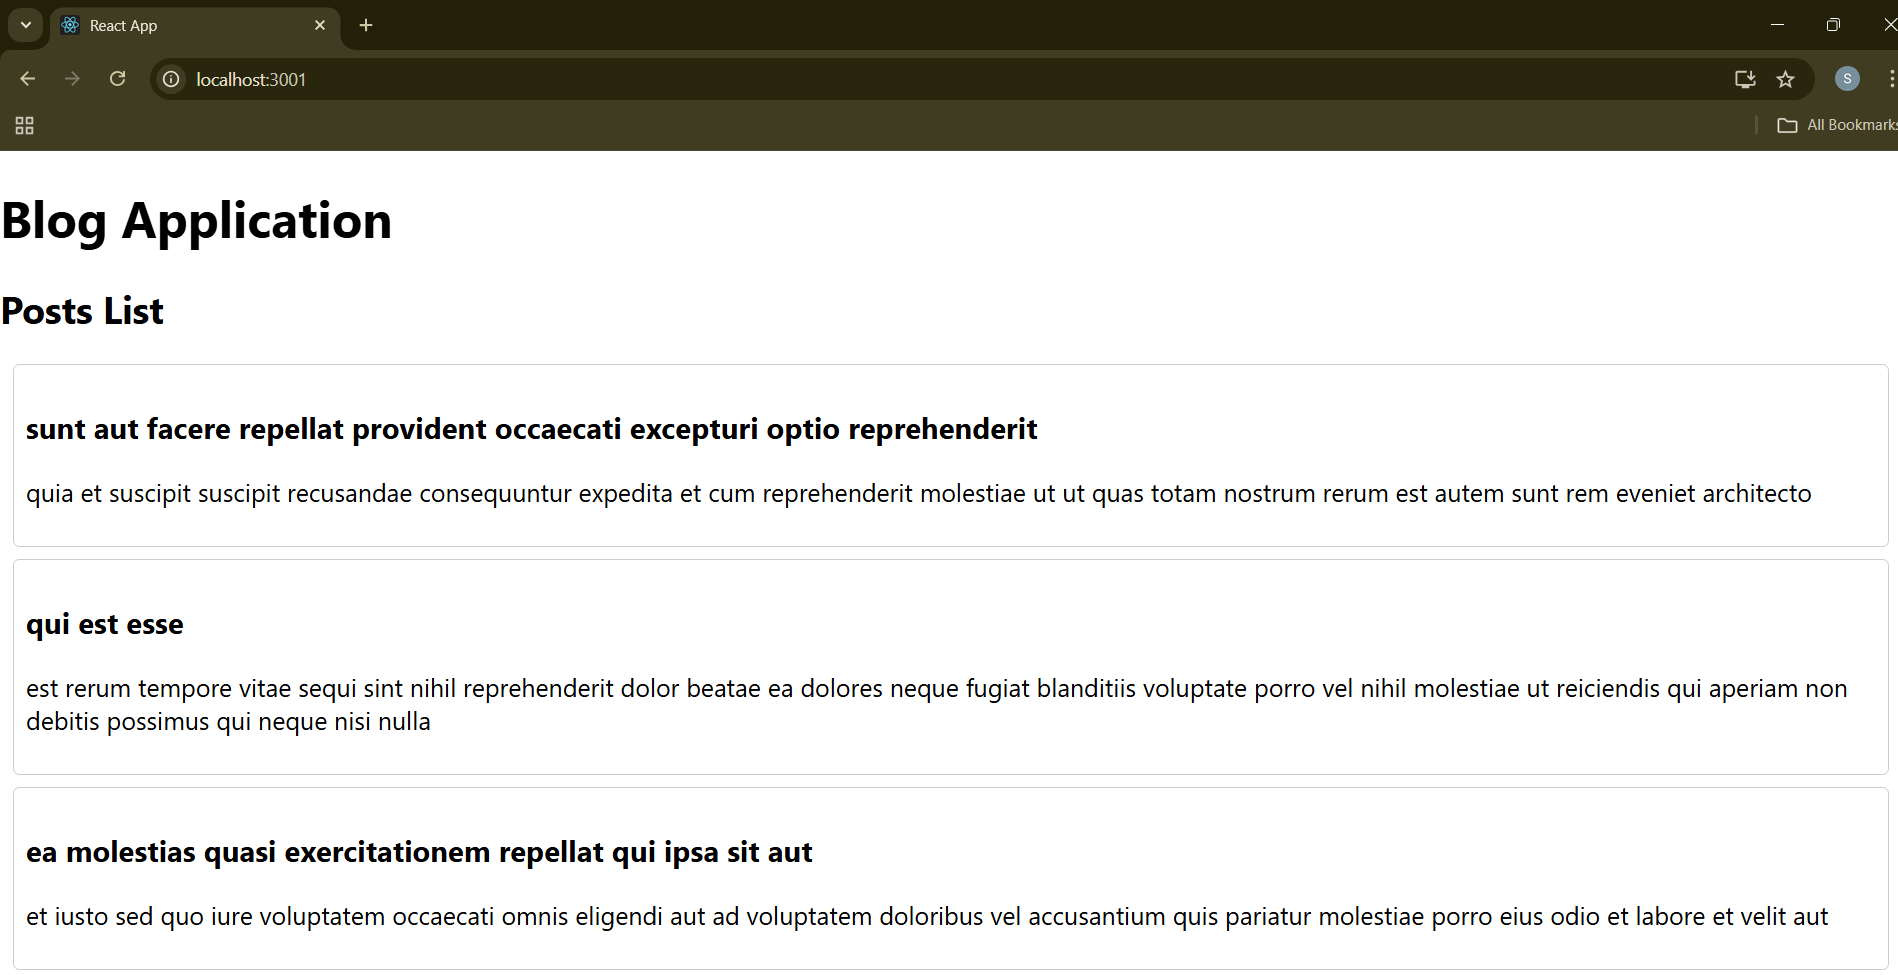 React App
localhost:3001
S
All Bookmarks
Blog Application
Posts List
sunt aut facere repellat provident occaecati excepturi optio reprehenderit
quia et suscipit suscipit recusandae consequuntur expedita et cum reprehenderit molestiae ut ut quas totam nostrum rerum est autem sunt rem eveniet architecto
qui est esse
est rerum tempore vitae sequi sint nihil reprehenderit dolor beatae ea dolores neque fugiat blanditiis voluptate porro vel nihil molestiae ut reiciendis qui aperiam non
debitis possimus qui neque nisi nulla
ea molestias quasi exercitationem repellat qui ipsa sit aut
et iusto sed quo iure voluptatem occaecati omnis eligendi aut ad voluptatem doloribus vel accusantium quis pariatur molestiae porro eius odio et labore et velit aut